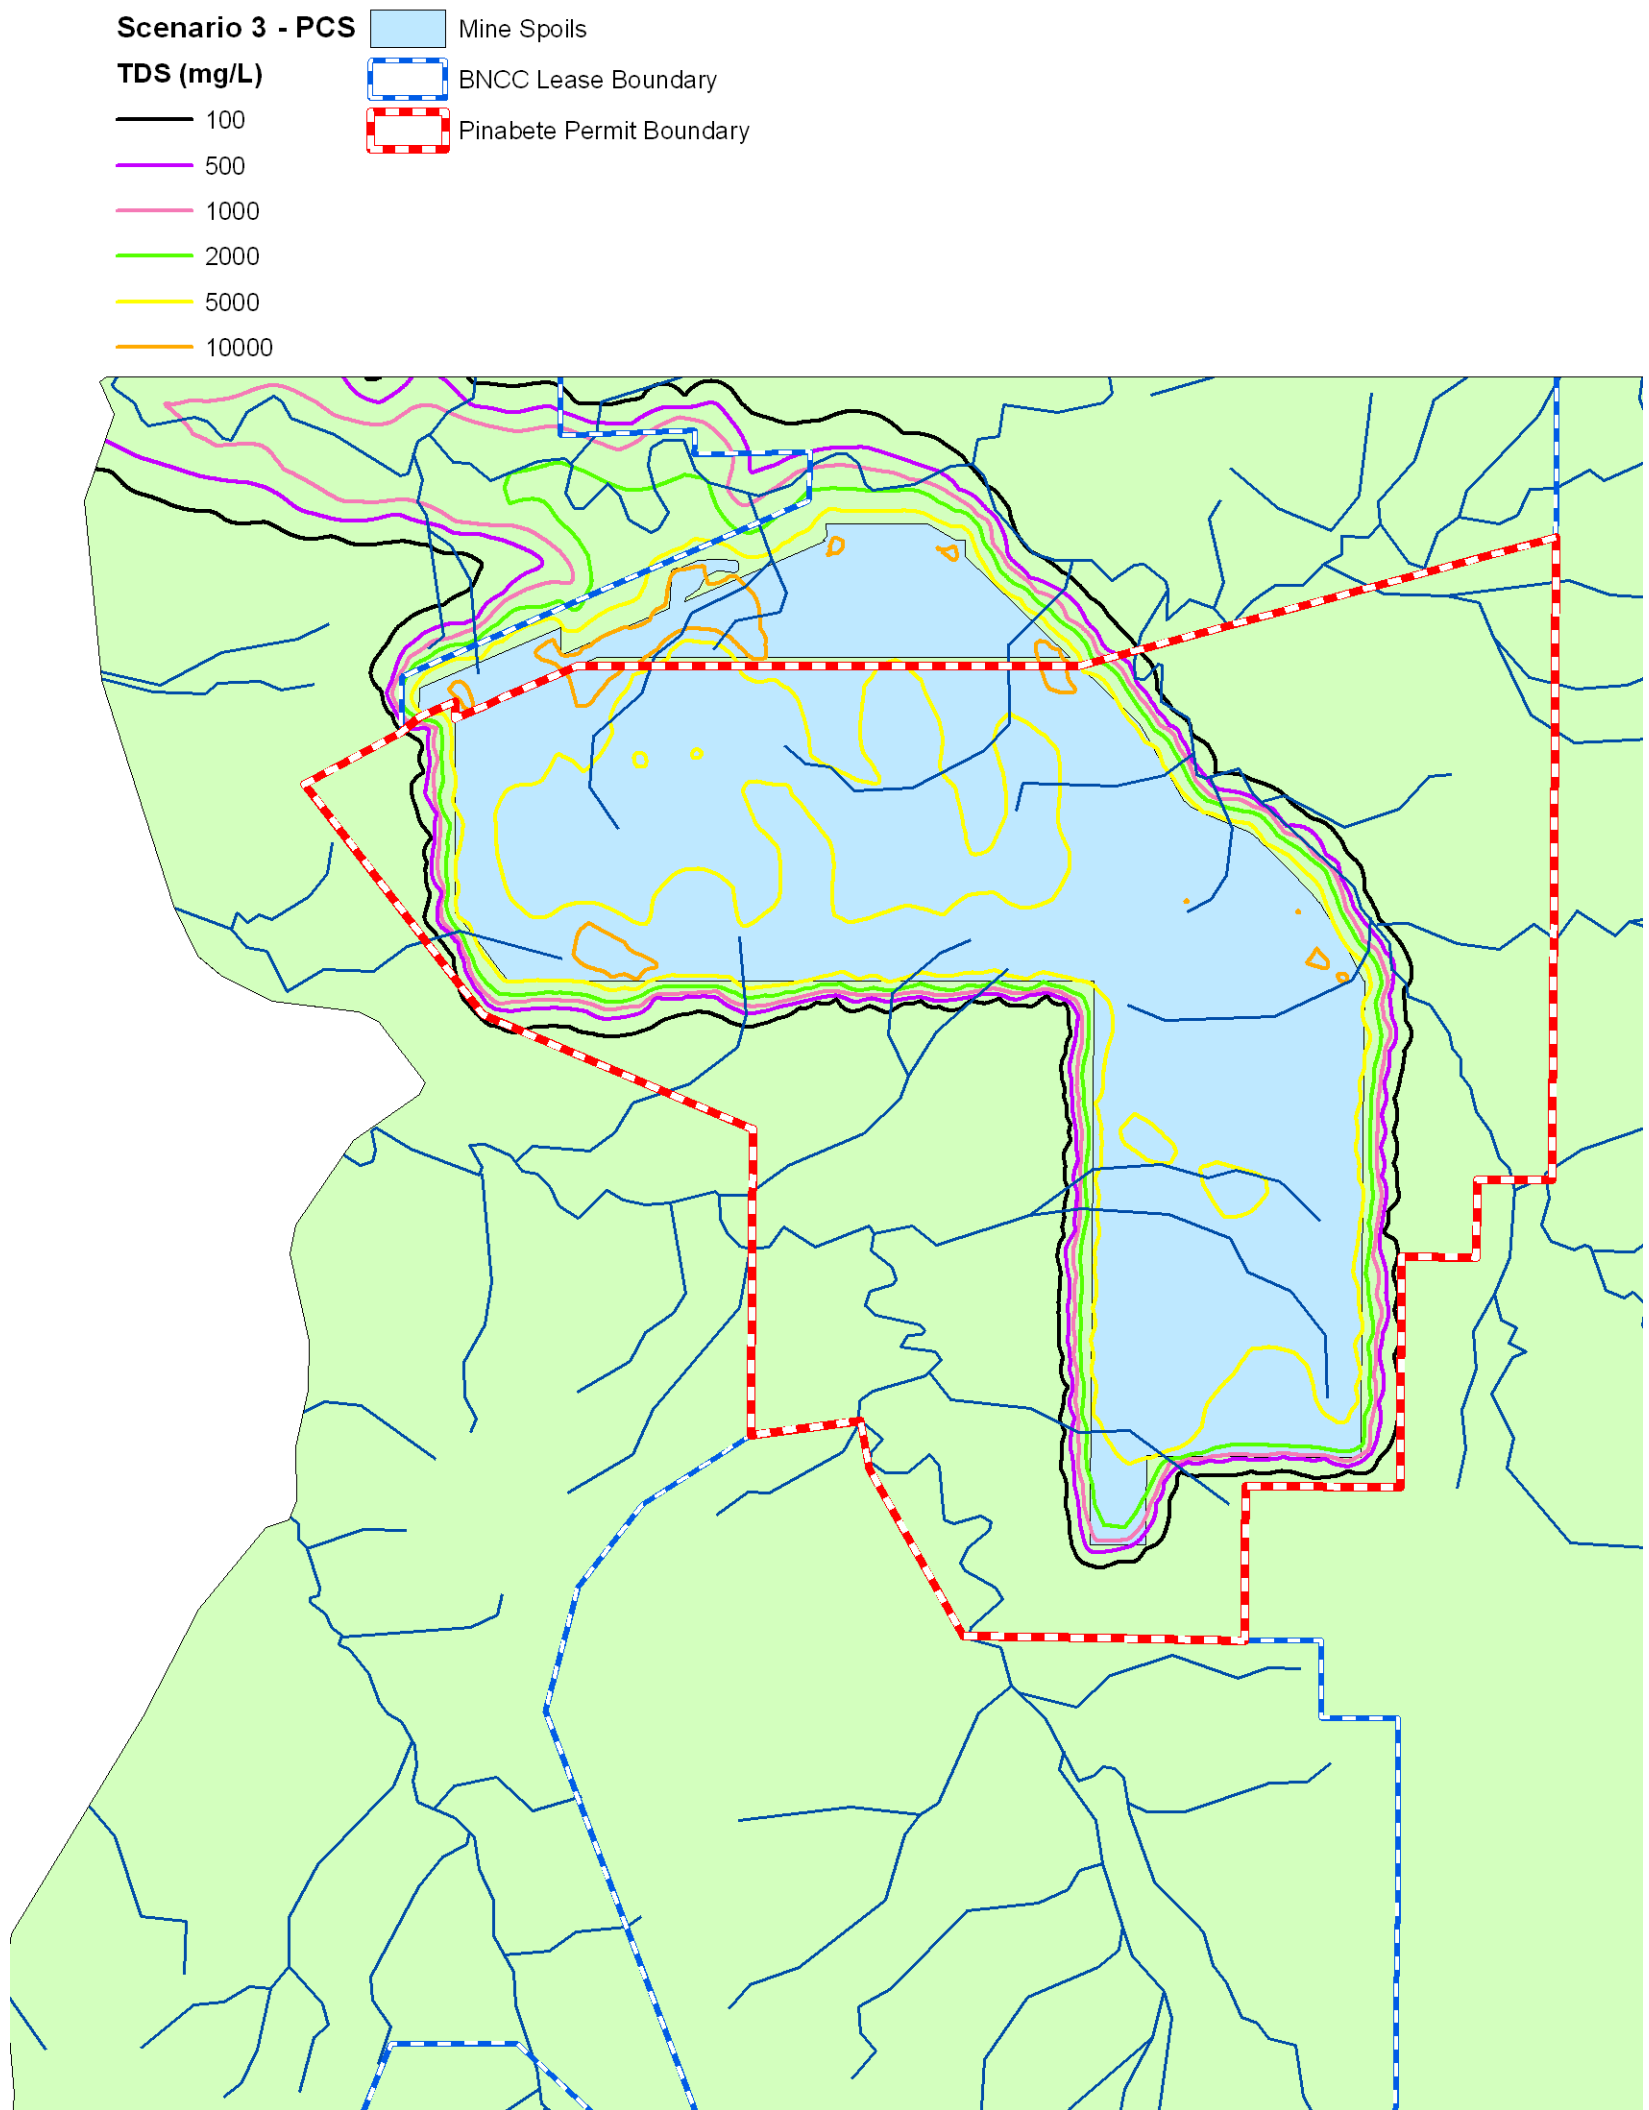 Scenario 3 - PCS
Mine Spoils
TDS (mg/L)
BNCC Lease Boundary
100
Pinabete Permit Boundary
500
1000
2000
5000
10000